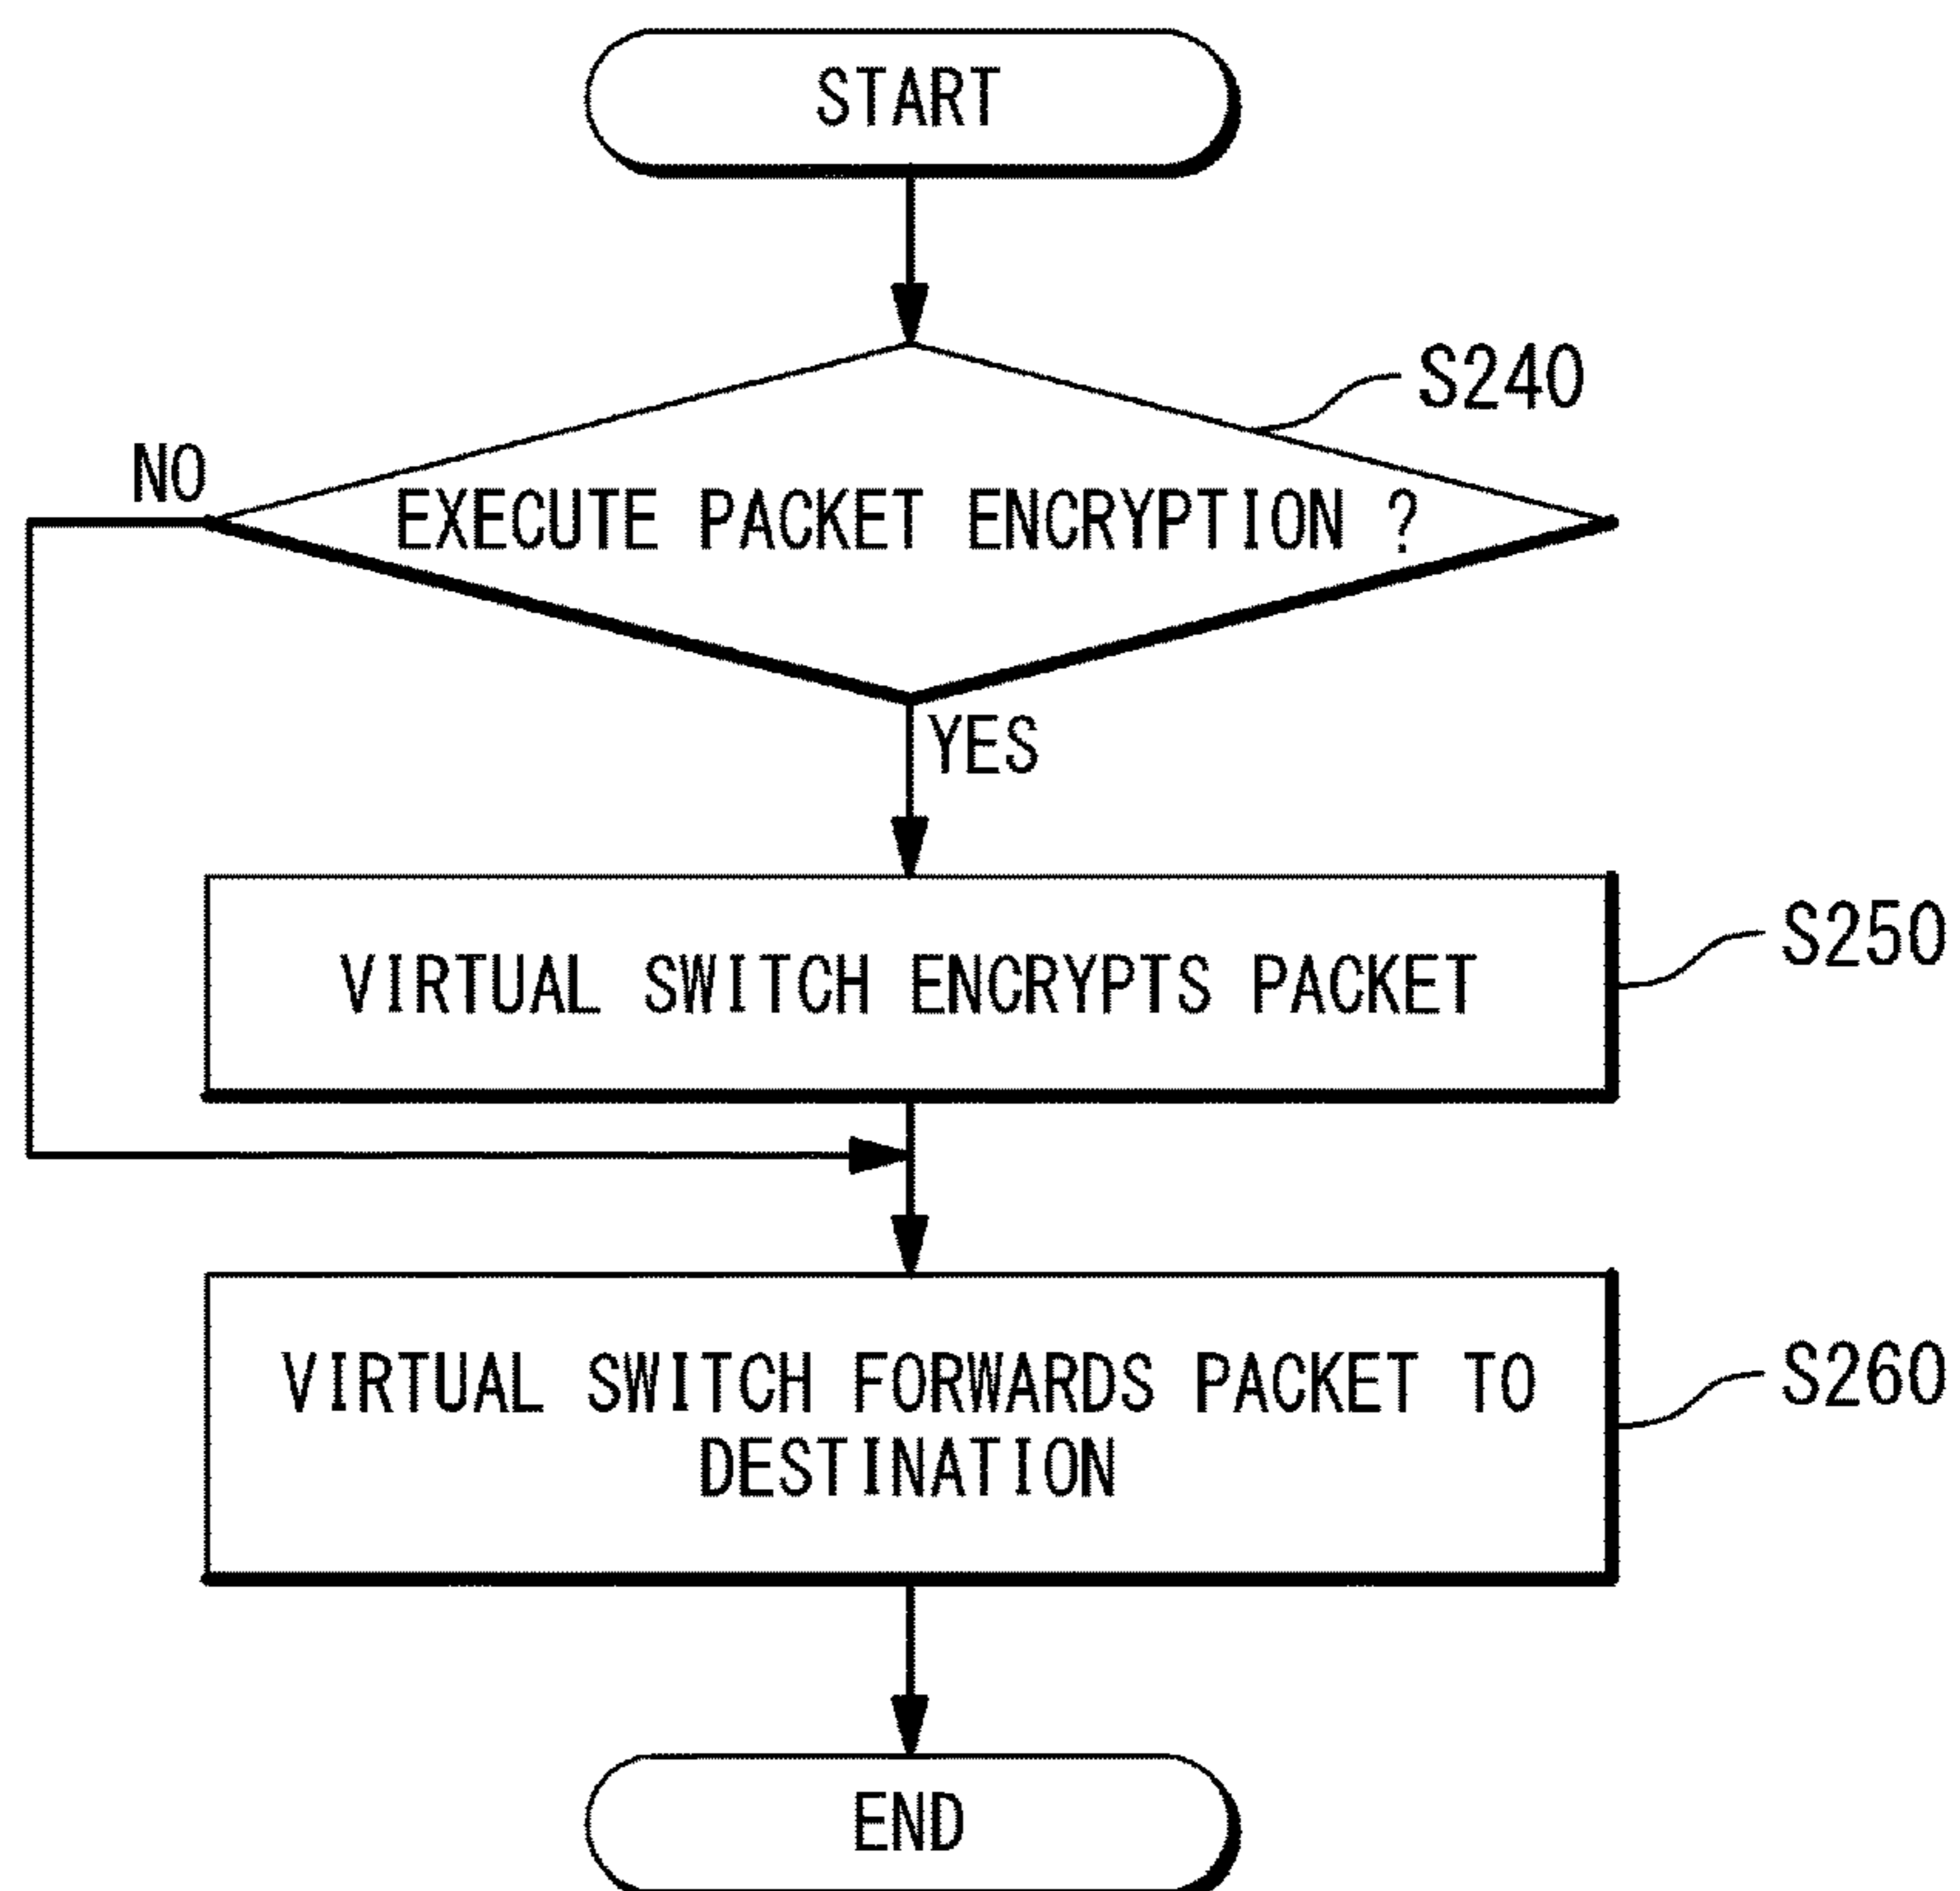 START
S240
NO
EXECUTE PACKET ENCRYPTION ?
YES
S250
VIRTUAL SWITCH ENCRYPTS PACKET
S260
VIRTUAL SWITCH FORWARDS PACKET TO
DESTINATION
END